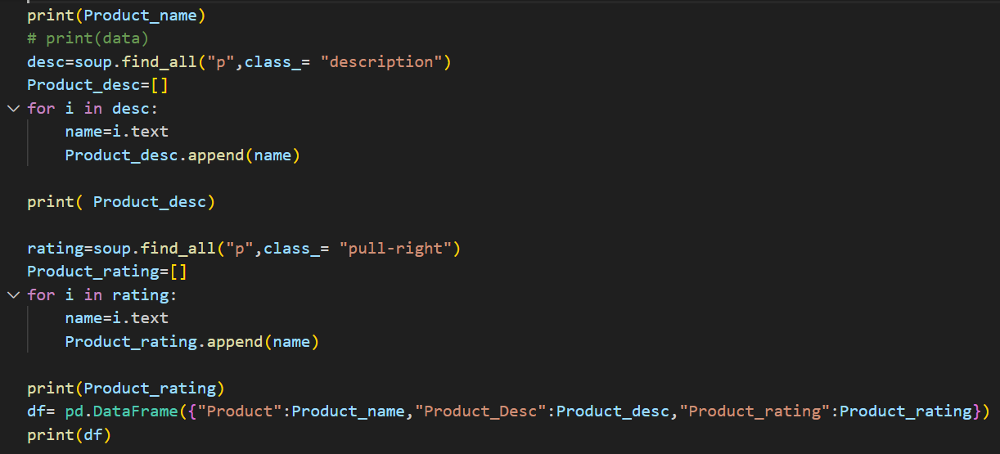 print(Product_name)
# print(data)
desc=soup.find_all("p",class_= "description")
Product_desc=[]
for i in desc:
    name=i.text
    Product_desc.append(name)
print( Product_desc)
rating=soup.find_all("p",class_= "pull-right")
Product_rating=[]
for i in rating:
    name=i.text
    Product_rating.append(name)
print(Product_rating)
df= pd.DataFrame({"Product":Product_name,"Product_Desc":Product_desc,"Product_rating":Product_rating})
print(df)